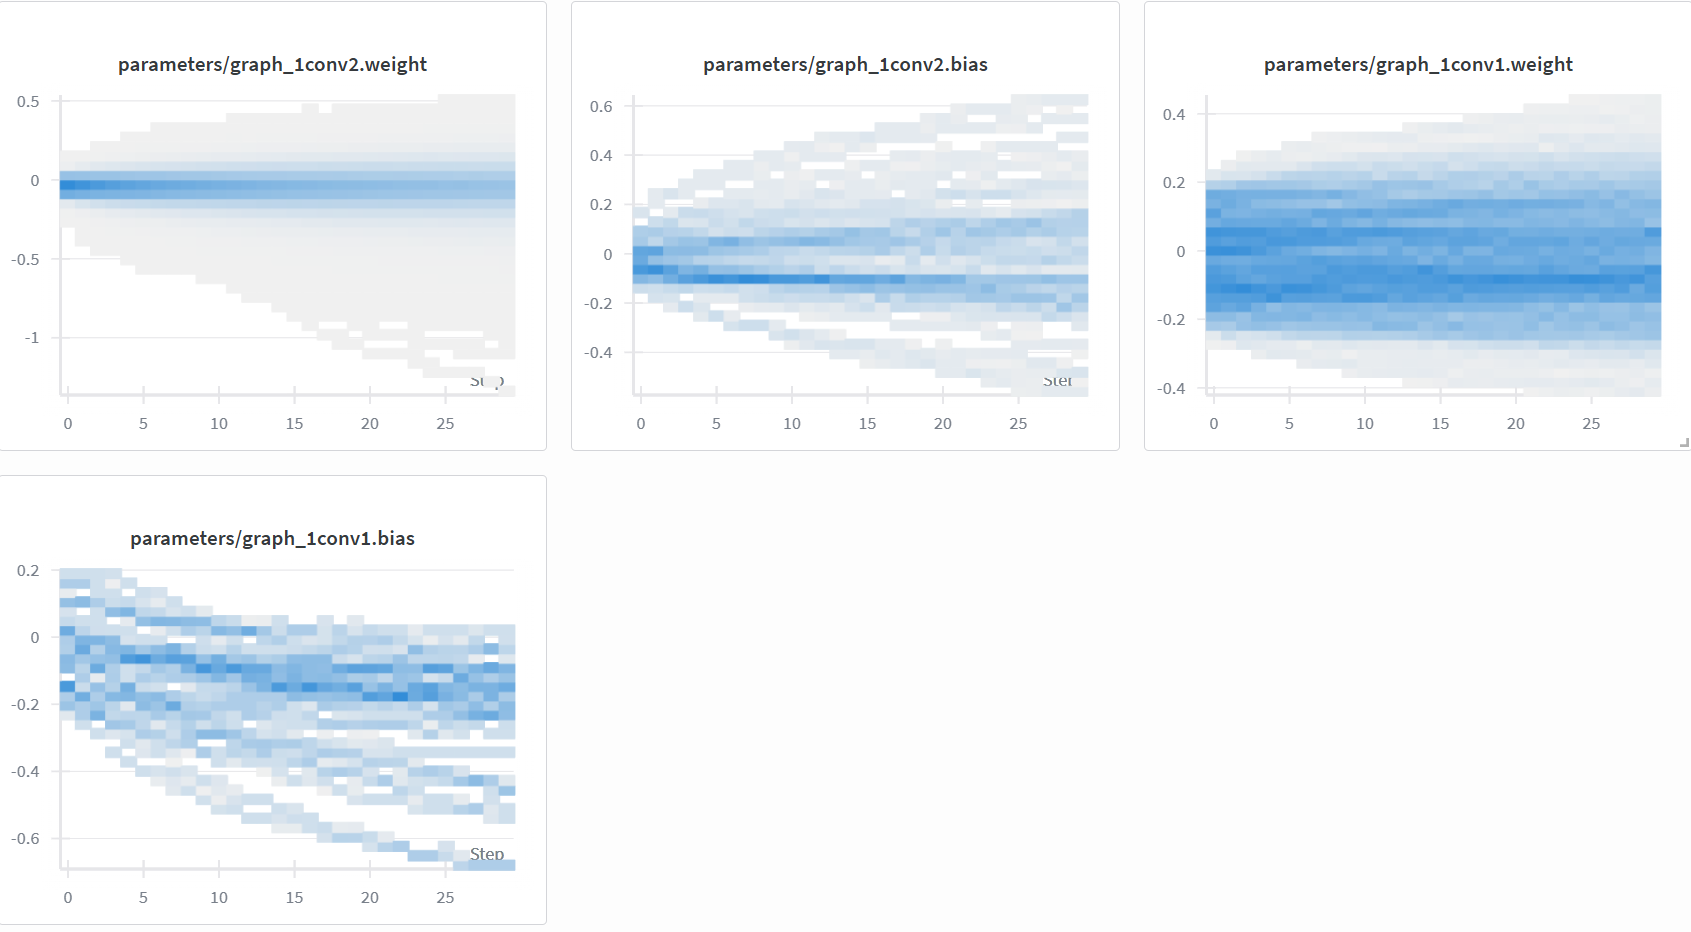 parameters/graph_1conv2.weight
0.5
0
-0.5
-1
Step
0 5 10 15 20 25
parameters/graph_1conv2.bias
0.6
0.4
0.2
0
-0.2
-0.4
Step
0 5 10 15 20 25
parameters/graph_1conv1.weight
0.4
0.2
0
-0.2
-0.4
0 5 10 15 20 25
parameters/graph_1conv1.bias
0.2
0
-0.2
-0.4
-0.6
Step
0 5 10 15 20 25